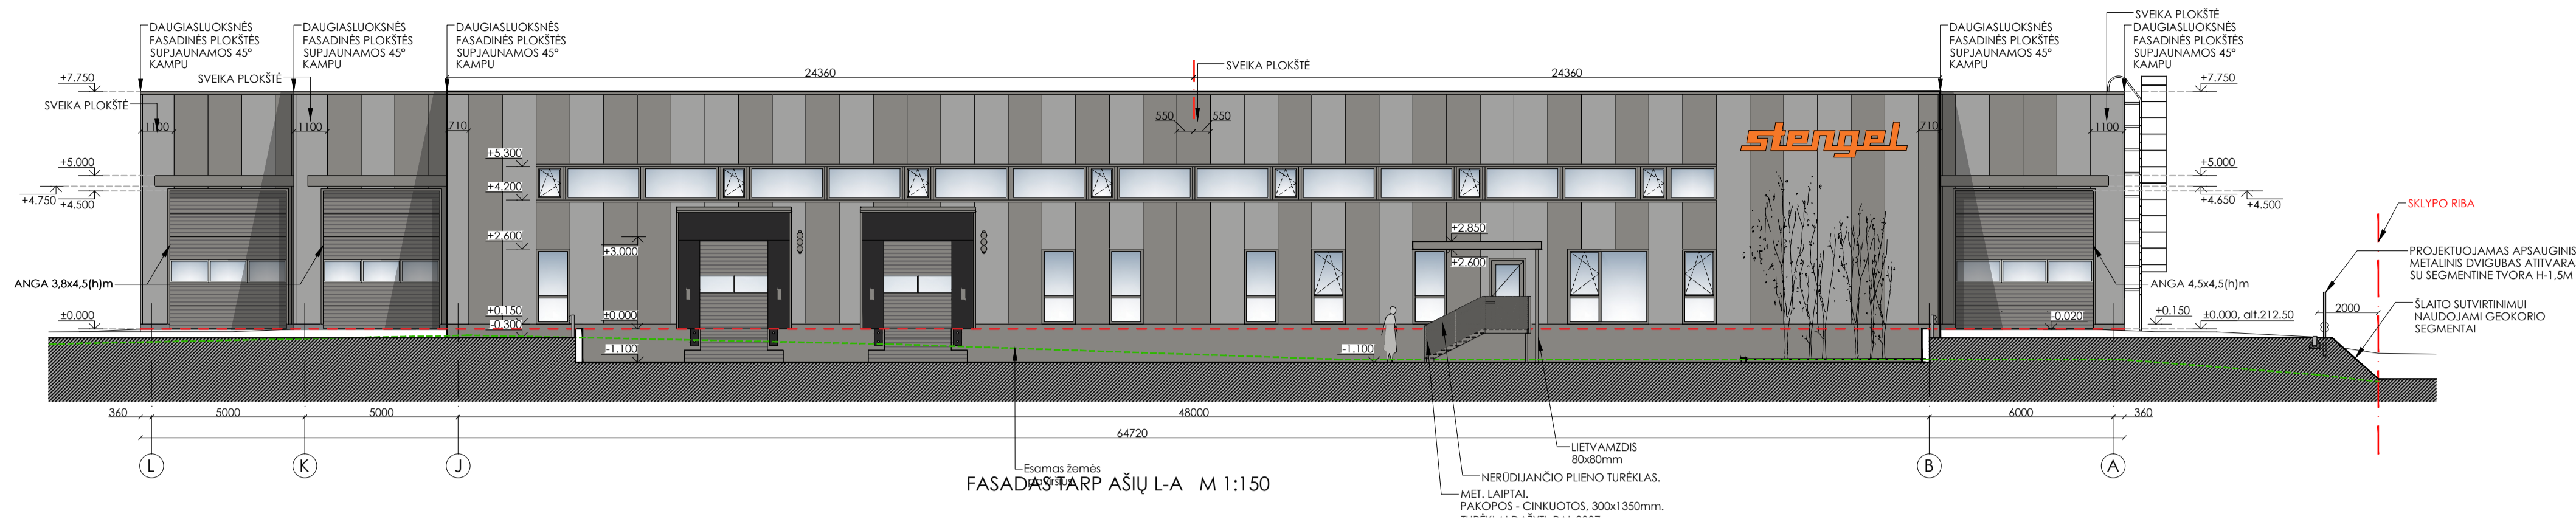 DAUGIASLUOKSNĖS
FASADINĖS PLOKŠTĖS
SUPJAUNAMOS 45°
KAMPU
DAUGIASLUOKSNĖS
FASADINĖS PLOKŠTĖS
SUPJAUNAMOS 45°
KAMPU
DAUGIASLUOKSNĖS
FASADINĖS PLOKŠTĖS
SUPJAUNAMOS 45°
KAMPU
SVEIKA PLOKŠTĖ
SVEIKA PLOKŠTĖ
24360
SVEIKA PLOKŠTĖ
24360
DAUGIASLUOKSNĖS
FASADINĖS PLOKŠTĖS
SUPJAUNAMOS 45°
KAMPU
SVEIKA PLOKŠTĖ
DAUGIASLUOKSNĖS
FASADINĖS PLOKŠTĖS
SUPJAUNAMOS 45°
KAMPU
+7.750
+7.750
1100
1100
710
550
550
710
1100
stengel
+5.000
+4.750
+4.500
+5.300
+4.200
+2.600
+3.000
+0.150
-0.300
±0.000
±0.000
-1.100
-1.100
+2.850
+2.600
+5.000
+4.650
+4.500
-0.020
+0.150
±0.000, alt.212.50
ANGA 3,8x4,5(h)m
ANGA 4,5x4,5(h)m
SKLYPO RIBA
PROJEKTUOJAMAS APSAUGINIS
METALINIS DVIGUBAS ATITVARAS
SU SEGMENTINE TVORA H-1,5M
2000
ŠLAITO SUTVIRTINIMUI
NAUDOJAMI GEOKORIO
SEGMENTAI
360
5000
5000
48000
6000
360
64720
L
K
J
B
A
Esamas žemės
paviršius
FASADAS TARP AŠIŲ L-A M 1:150
LIETVAMZDIS
80x80mm
NERŪDIJANČIO PLIENO TURĖKLAS.
MET. LAIPTAI.
PAKOPOS - CINKUOTOS, 300x1350mm.